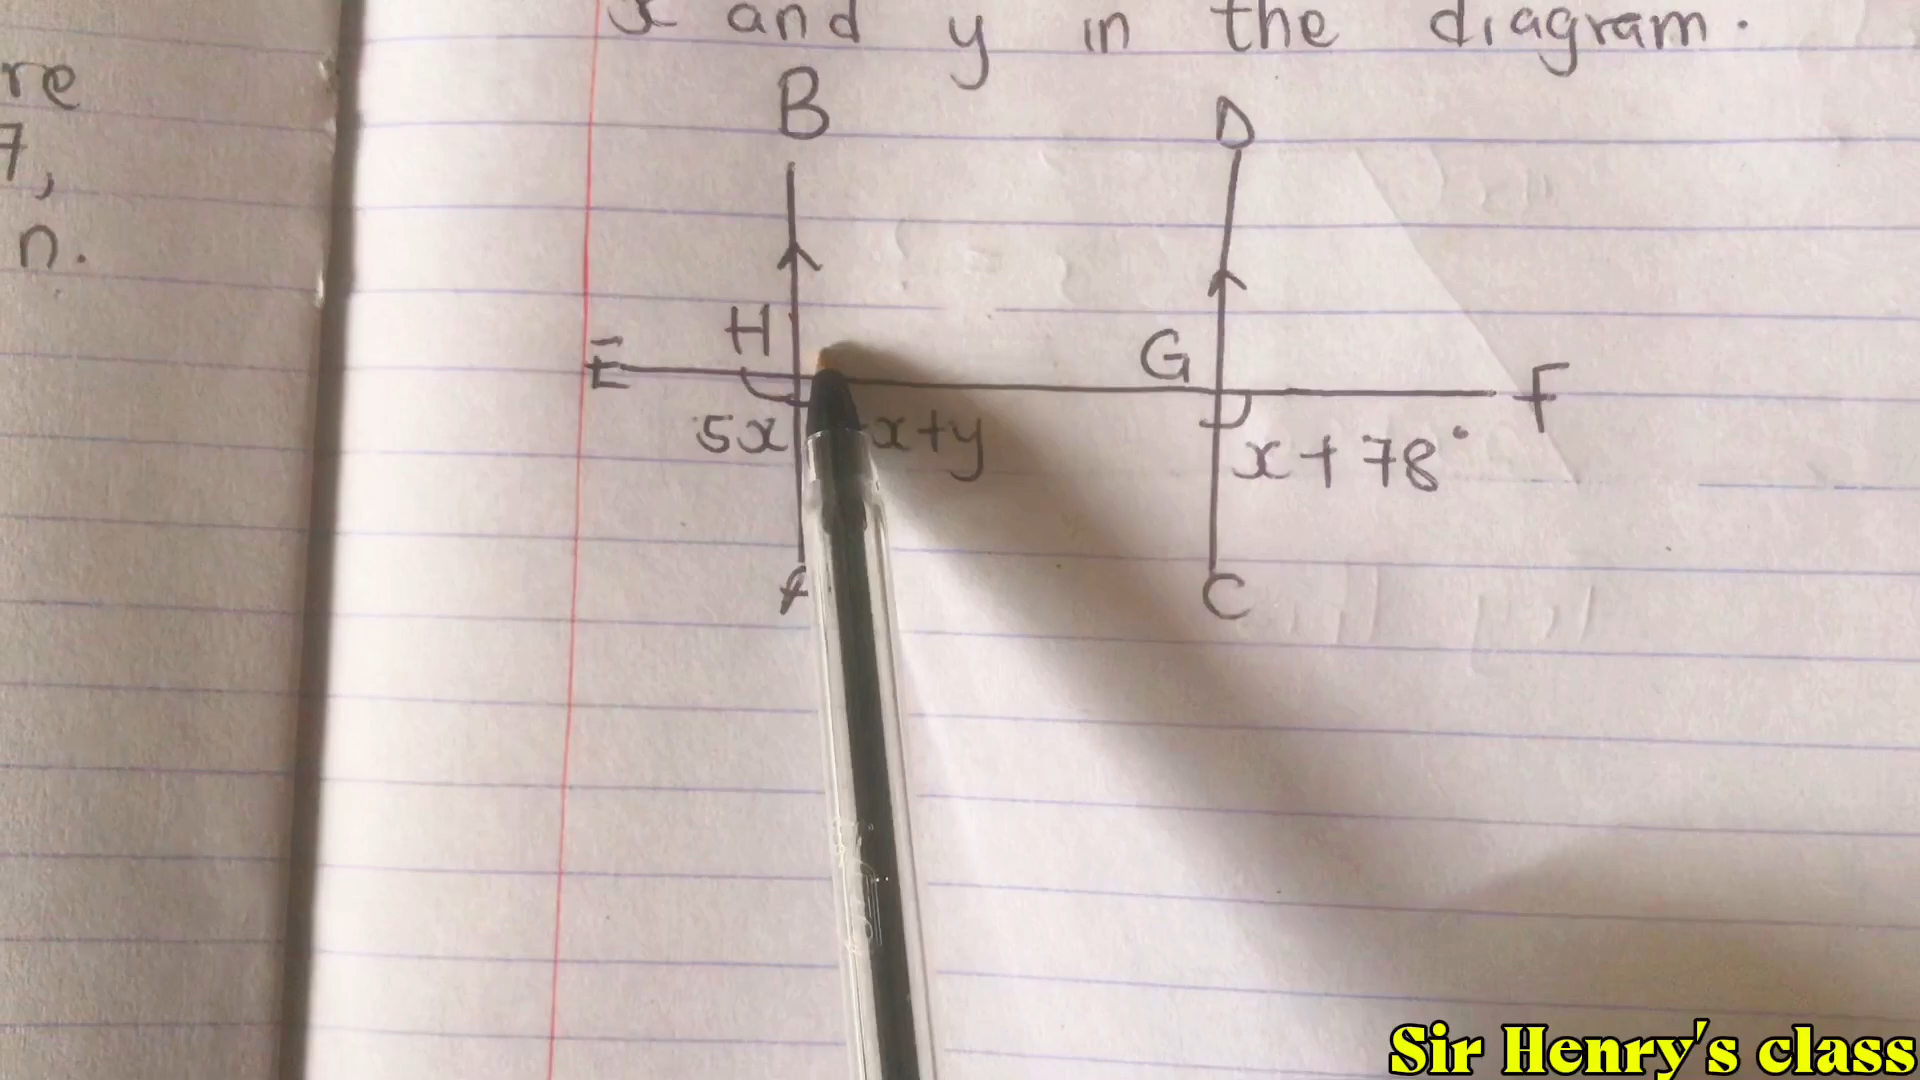 x and y in the diagram.
re
7,
n.
B
D
H
G
E
F
5x
x+y
x+78°
A
C
Sir Henry's class